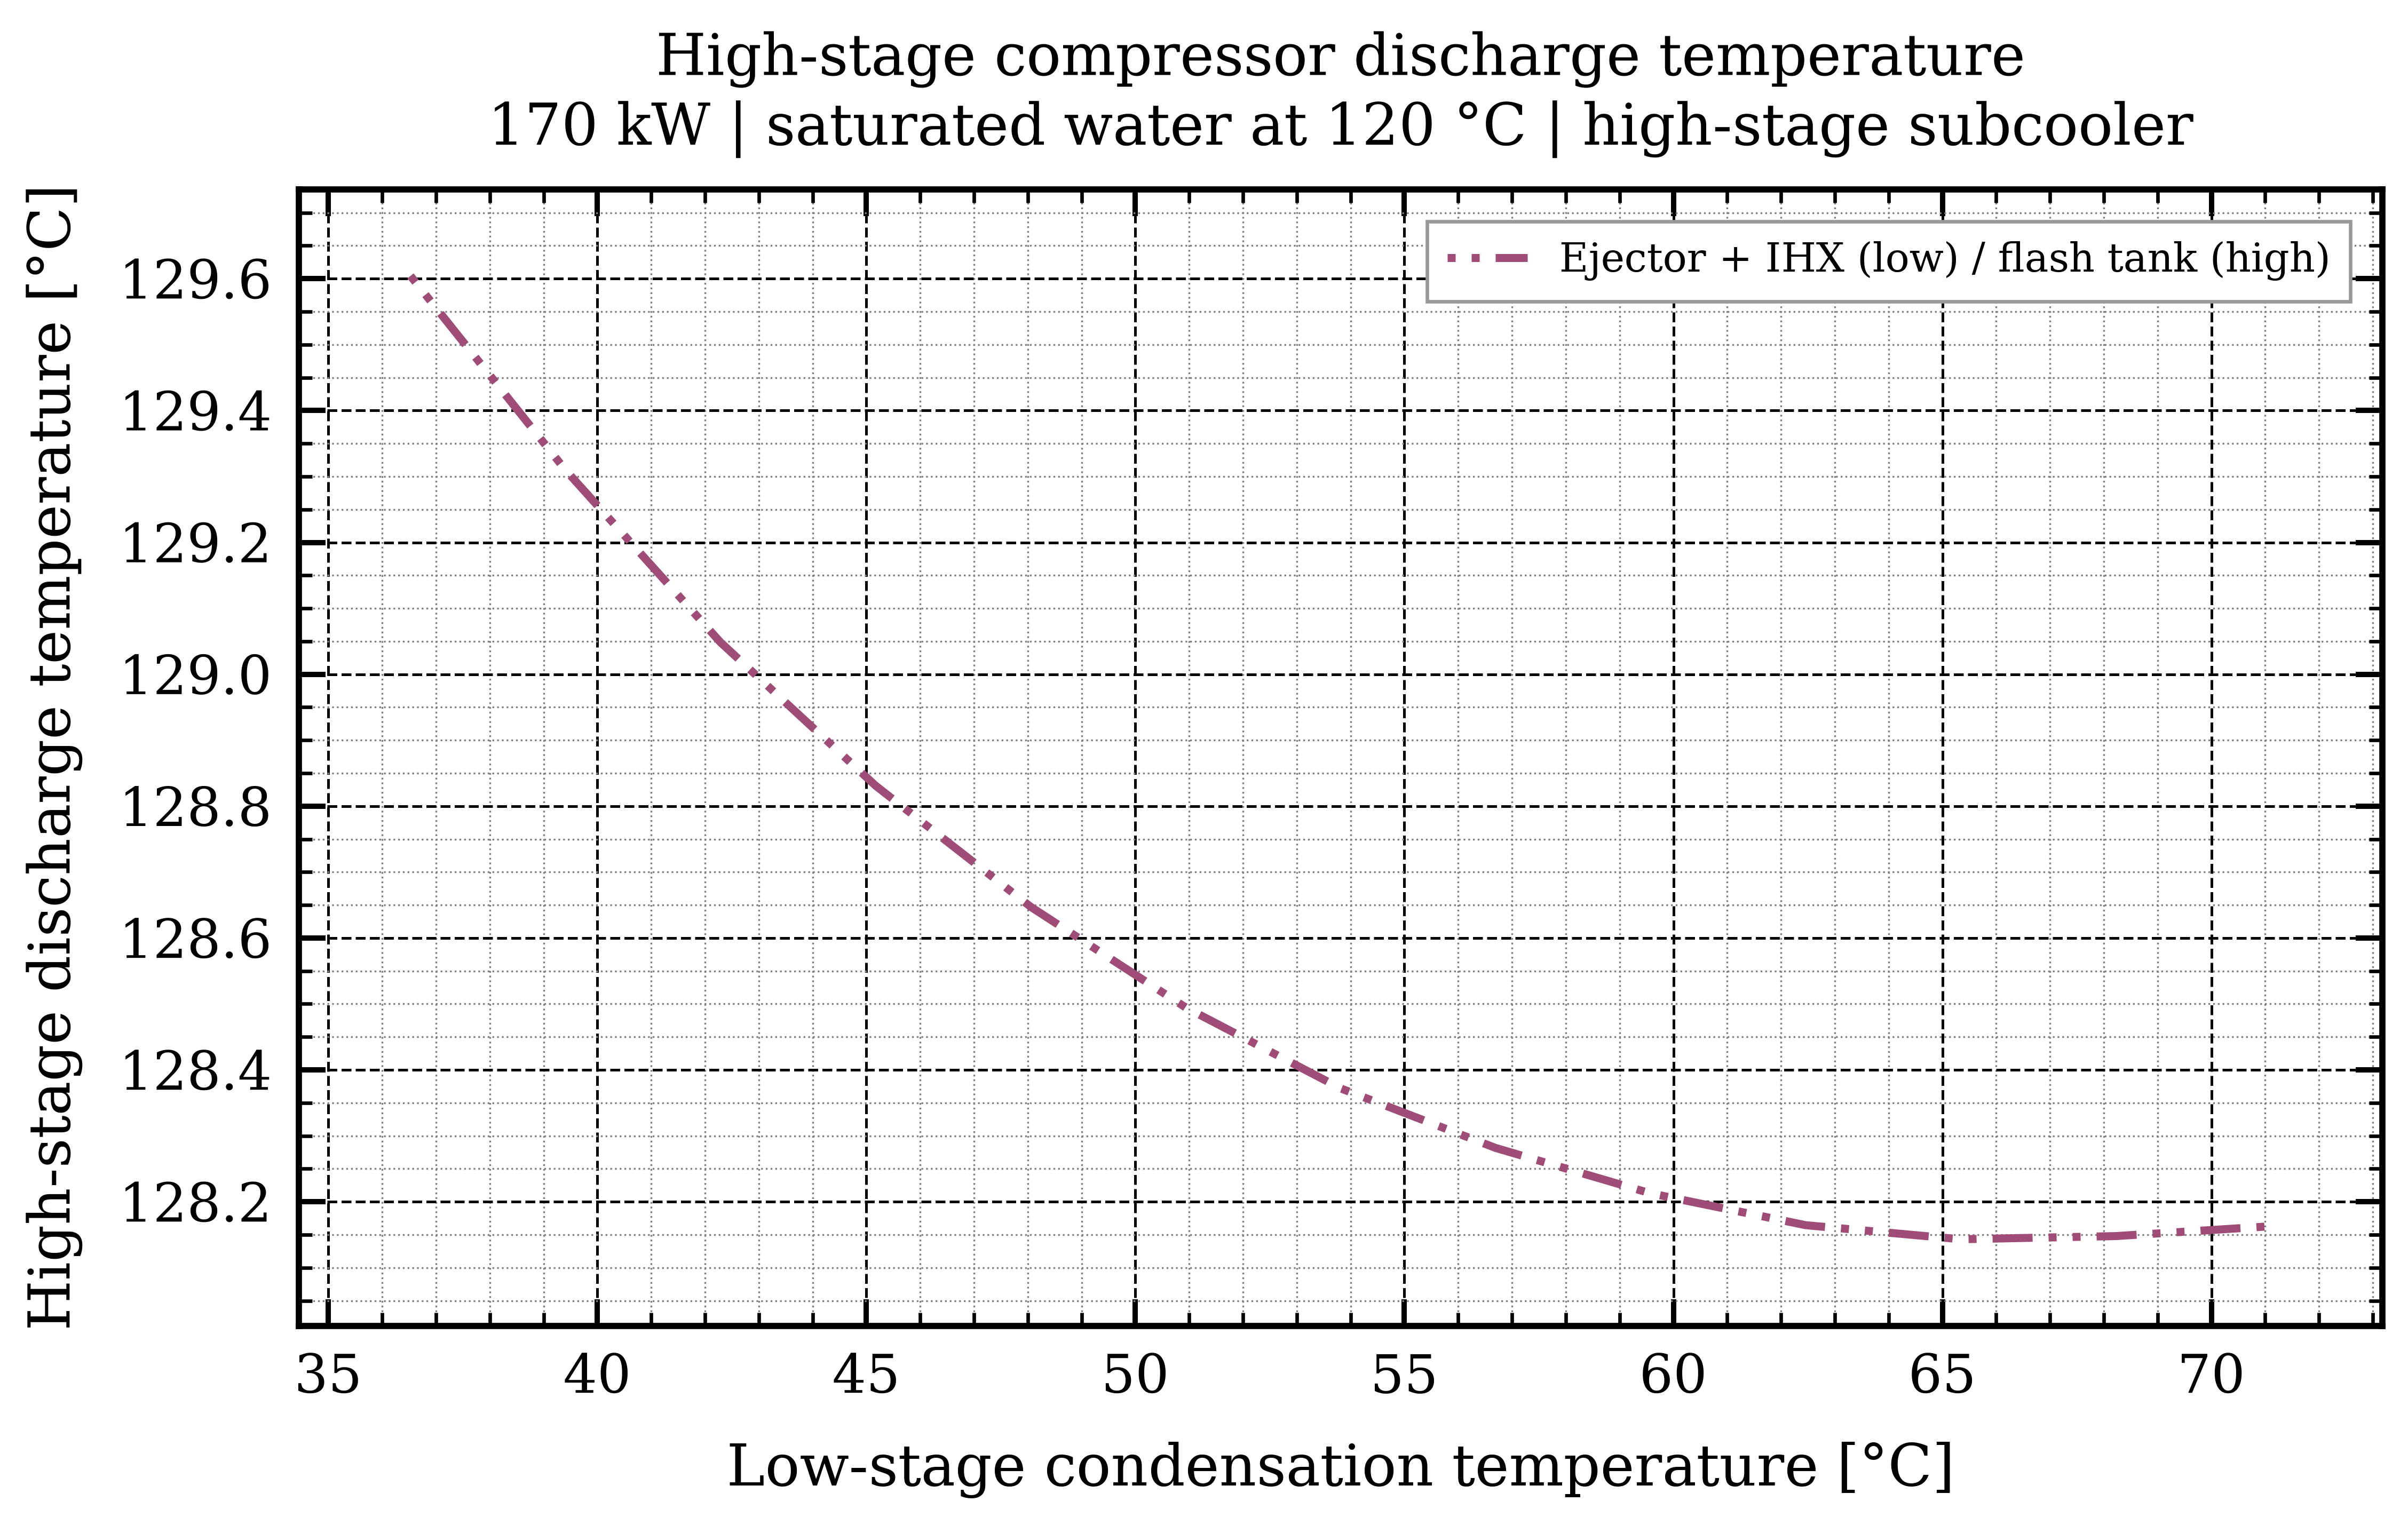 High-stage compressor discharge temperature
170 kW | saturated water at 120 °C | high-stage subcooler
Ejector + IHX (low) / flash tank (high)
High-stage discharge temperature [°C]
129.6
129.4
129.2
129.0
128.8
128.6
128.4
128.2
35 40 45 50 55 60 65 70
Low-stage condensation temperature [°C]